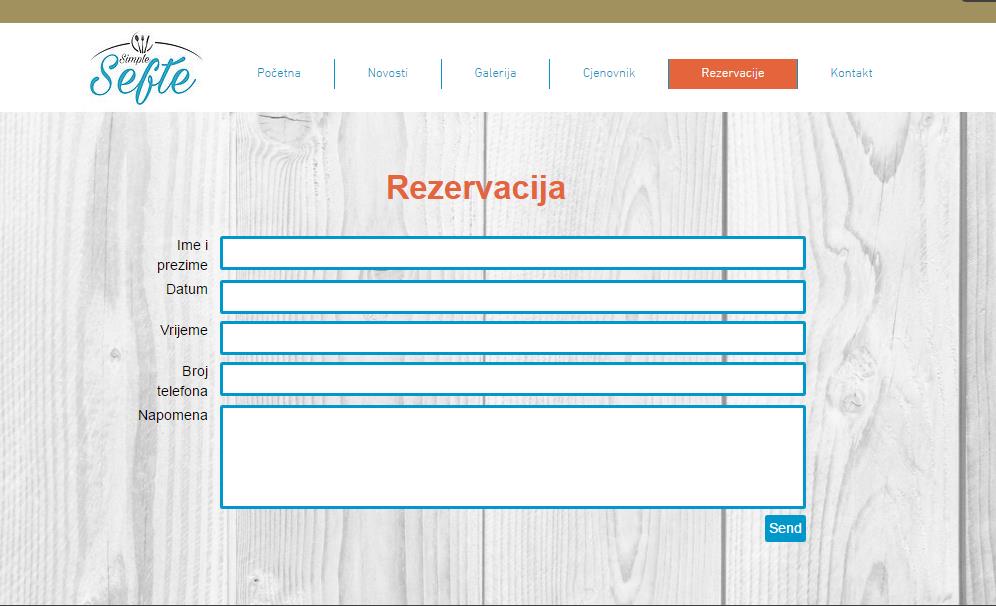 Simple
Sefte
Početna
Novosti
Galerija
Cjenovnik
Rezervacije
Kontakt
Rezervacija
Ime i
prezime
Datum
Vrijeme
Broj
telefona
Napomena
Send